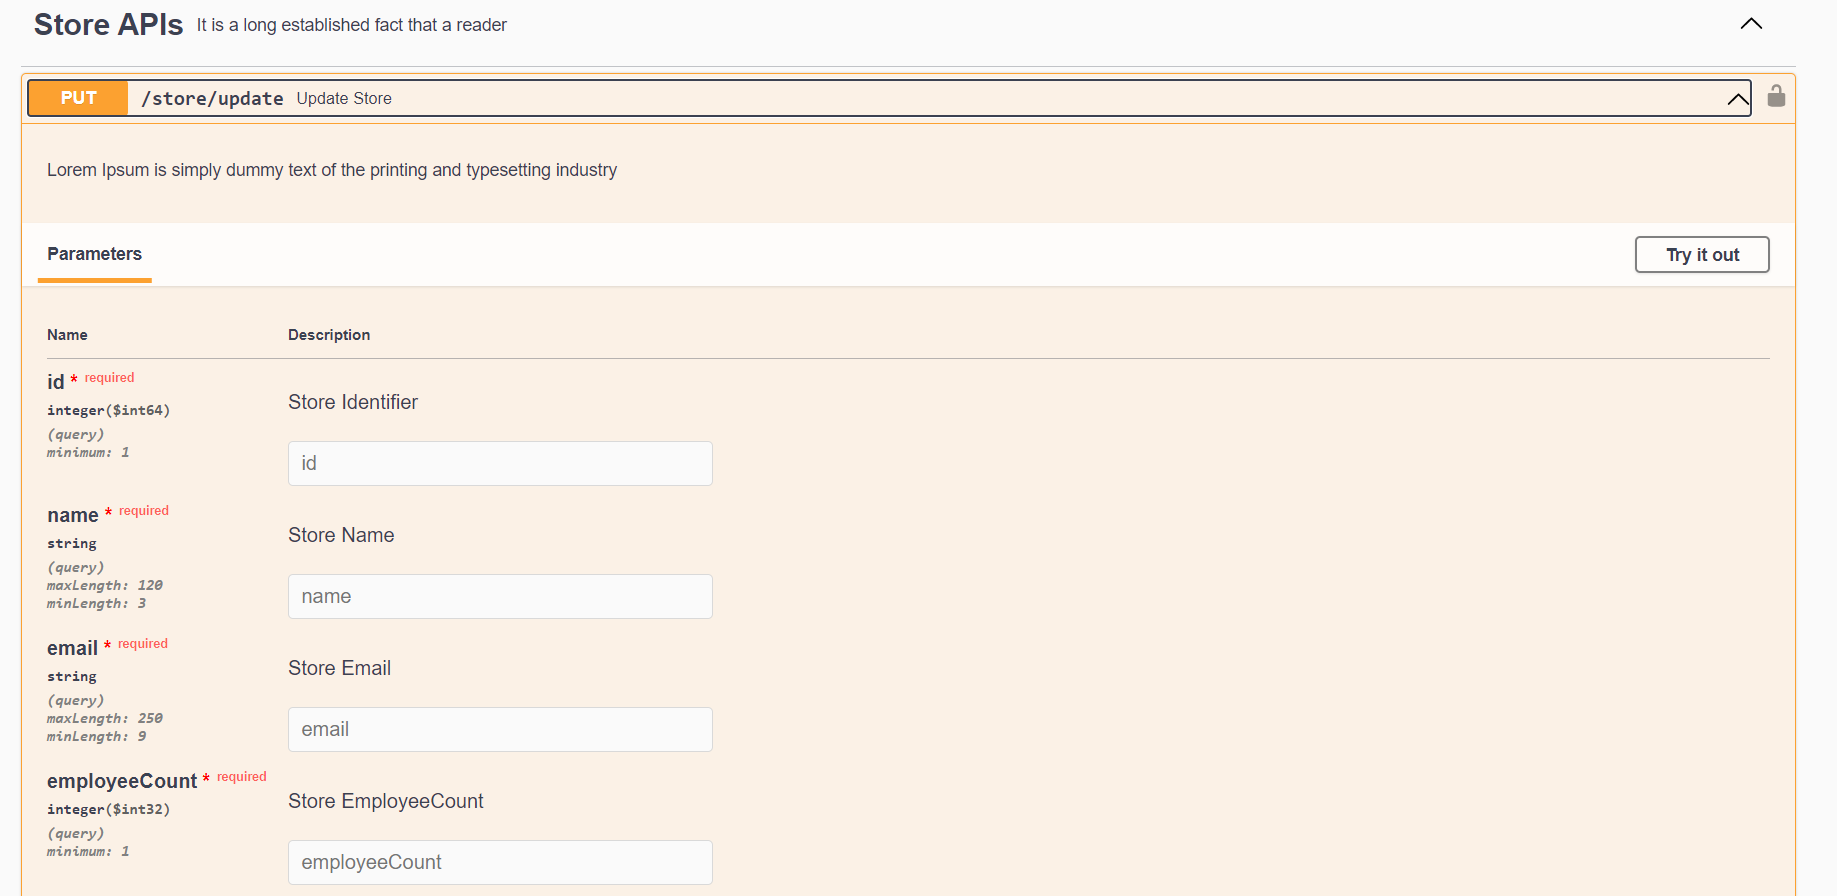 Store APIs It is a long established fact that a reader
PUT /store/update Update Store
Lorem Ipsum is simply dummy text of the printing and typesetting industry
Parameters Try it out
Name Description
id * required
integer($int64)
(query)
minimum: 1
Store Identifier
id
name * required
string
(query)
maxLength: 120
minLength: 3
Store Name
name
email * required
string
(query)
maxLength: 250
minLength: 9
Store Email
email
employeeCount * required
integer($int32)
(query)
minimum: 1
Store EmployeeCount
employeeCount